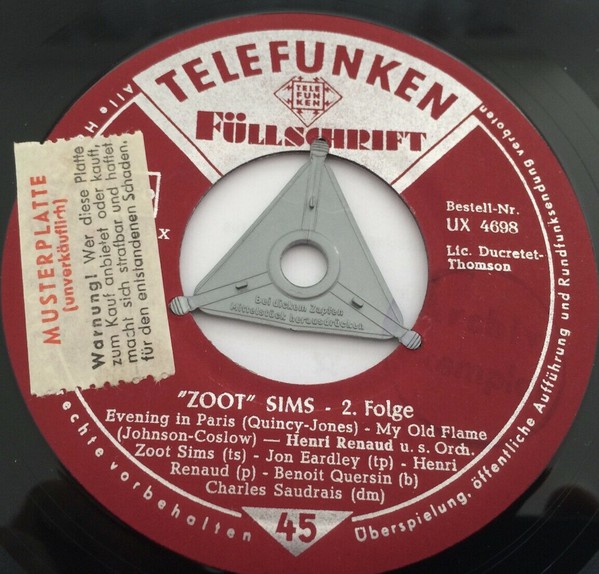 TELEFUNKEN
TELE
FUN
KEN
FÜLLSCHRIFT
Bestell-Nr.
UX 4698
Lic. Ducretet-
Thomson
MUSTERPLATTE
[unverkäuflich]
Warnung! Wer diese Platte
zum Kauf anbietet oder kauft,
macht sich strafbar und haftet
für den entstandenen Schaden.
Bei dickem Zapfen
Mittelstück herausdrücken
"ZOOT" SIMS - 2. Folge
Evening in Paris (Quincy-Jones) - My Old Flame
(Johnson-Coslow) — Henri Renaud u. s. Orch.
Zoot Sims (ts) - Jon Eardley (tp) - Henri
Renaud (p) - Benoit Quersin (b)
Charles Saudrais (dm)
45
Alle
echte vorbehalten
Überspielung, öffentliche Aufführung und Rundfunksendung verboten